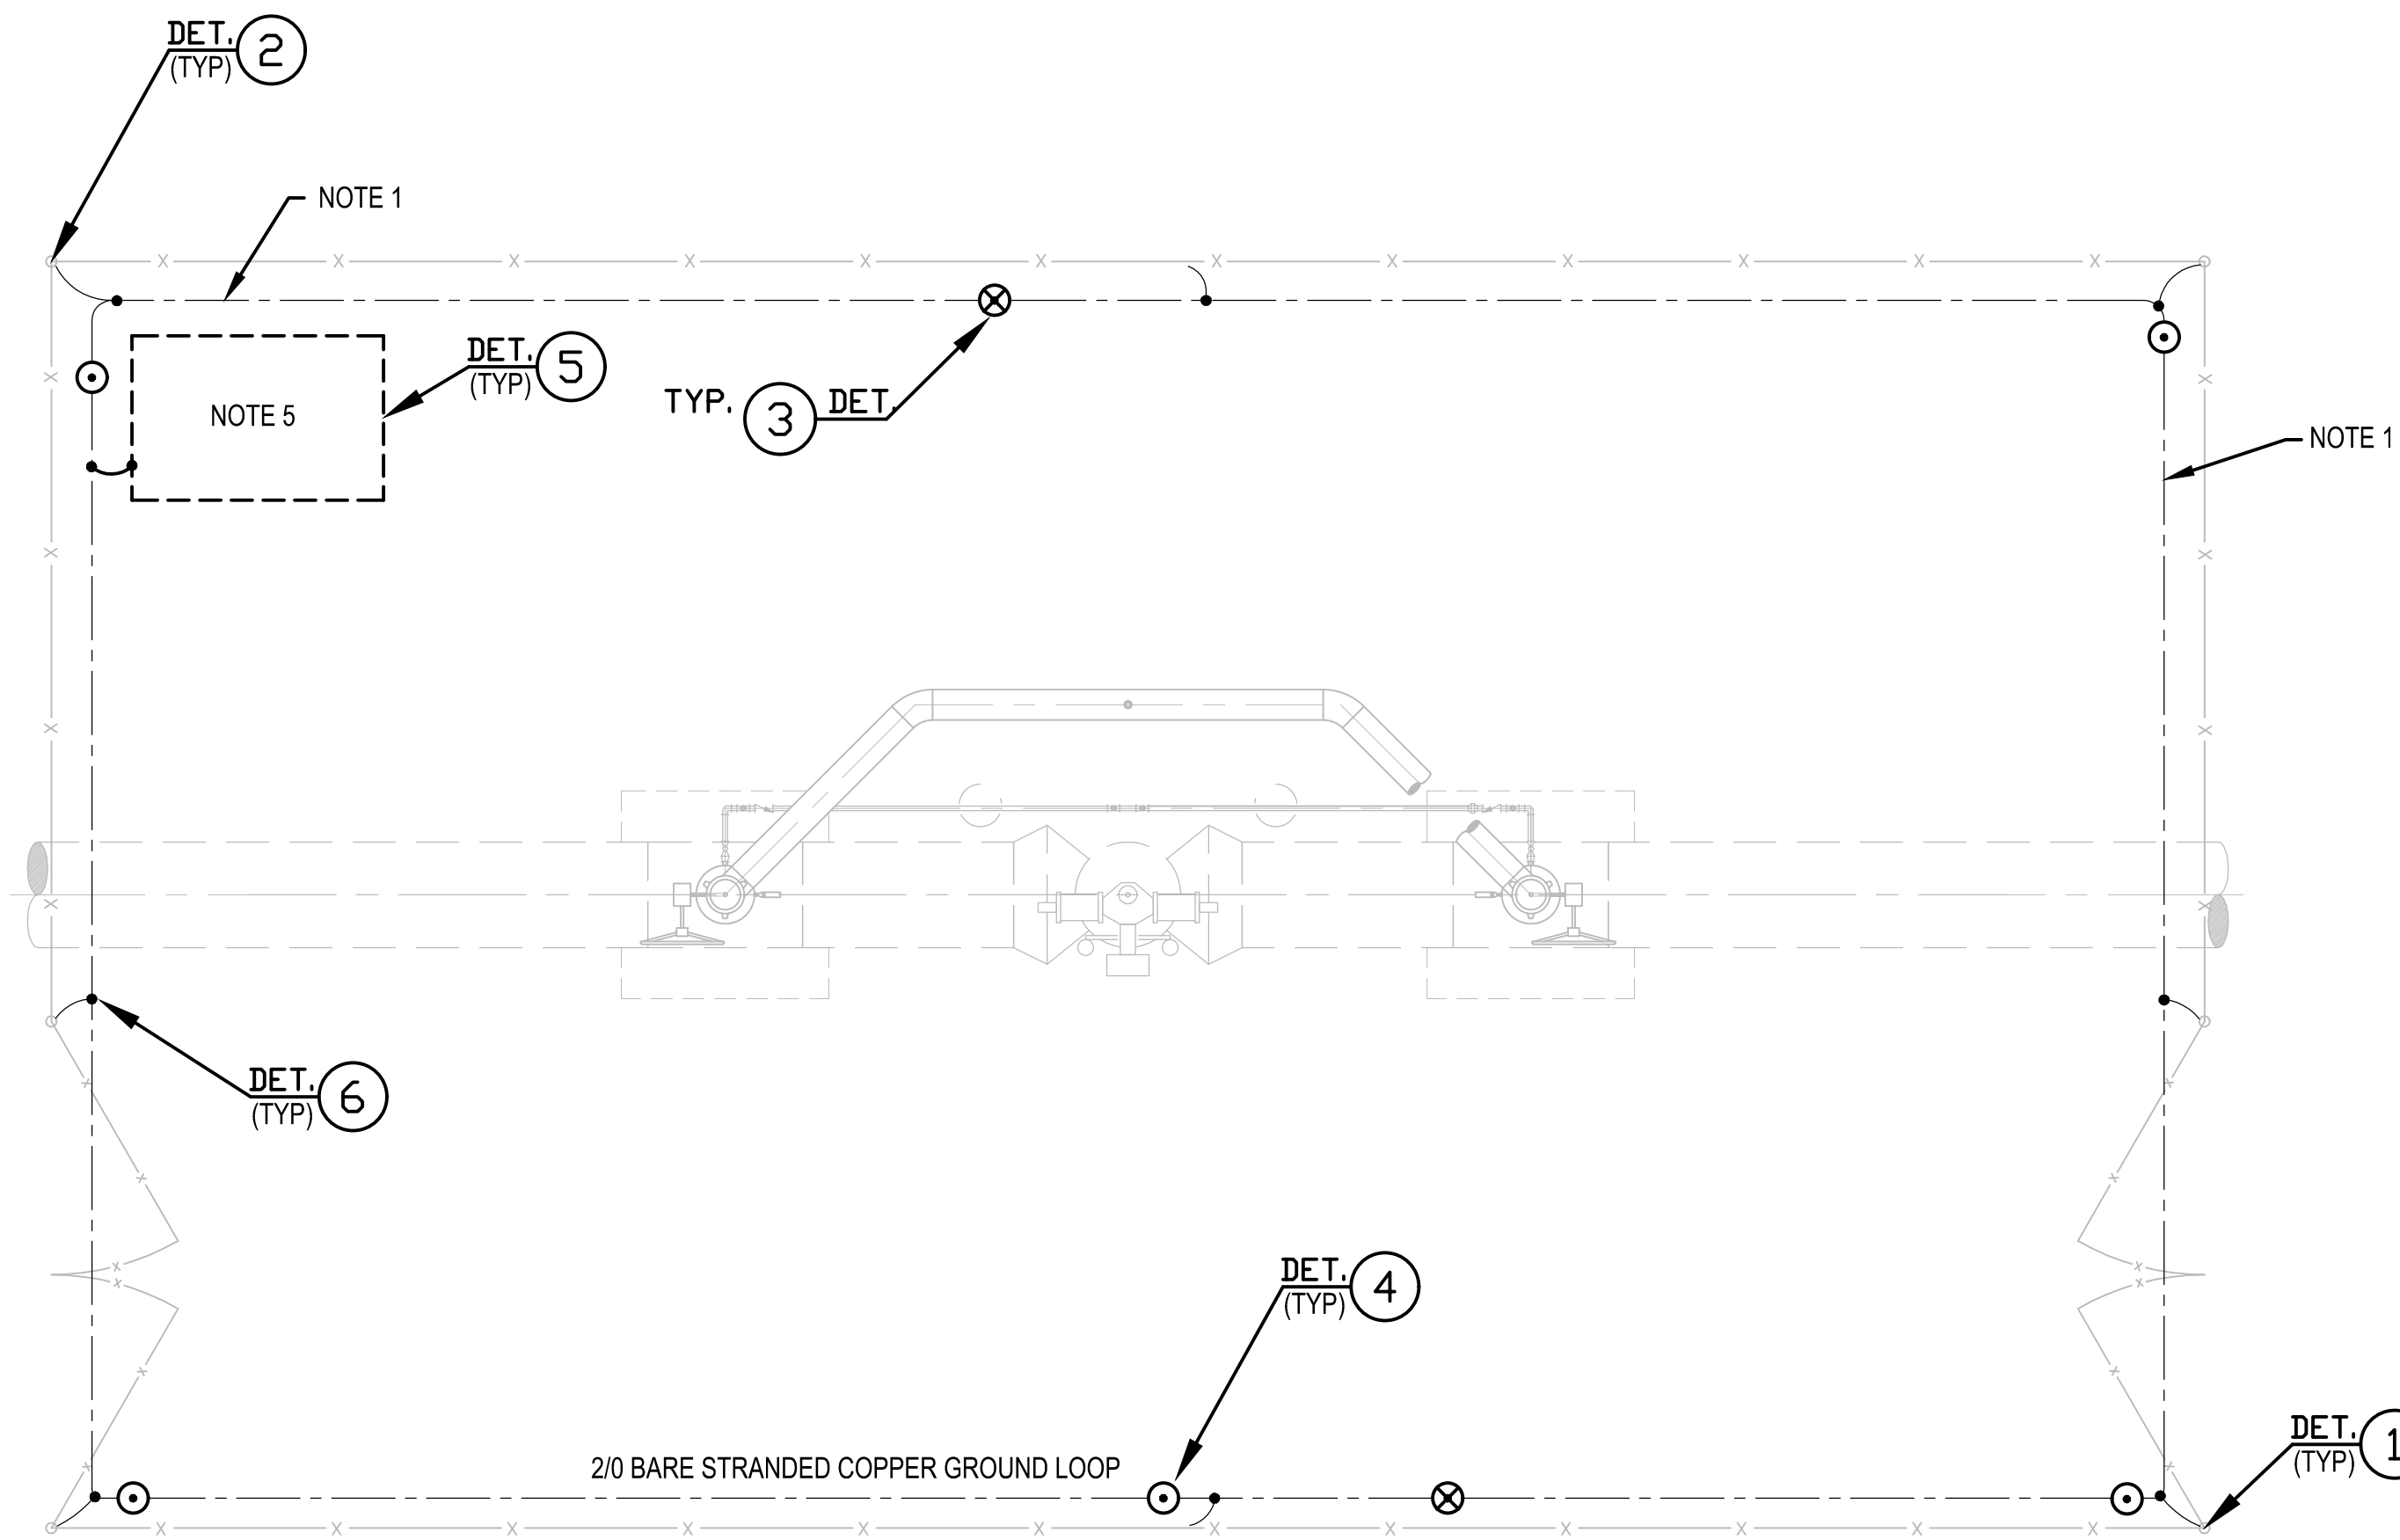 DET. 2
(TYP)
NOTE 1
DET. 5
(TYP)
NOTE 5
TYP. 3 DET.
NOTE 1
DET. 6
(TYP)
DET. 4
(TYP)
2/0 BARE STRANDED COPPER GROUND LOOP
DET. 1
(TYP)